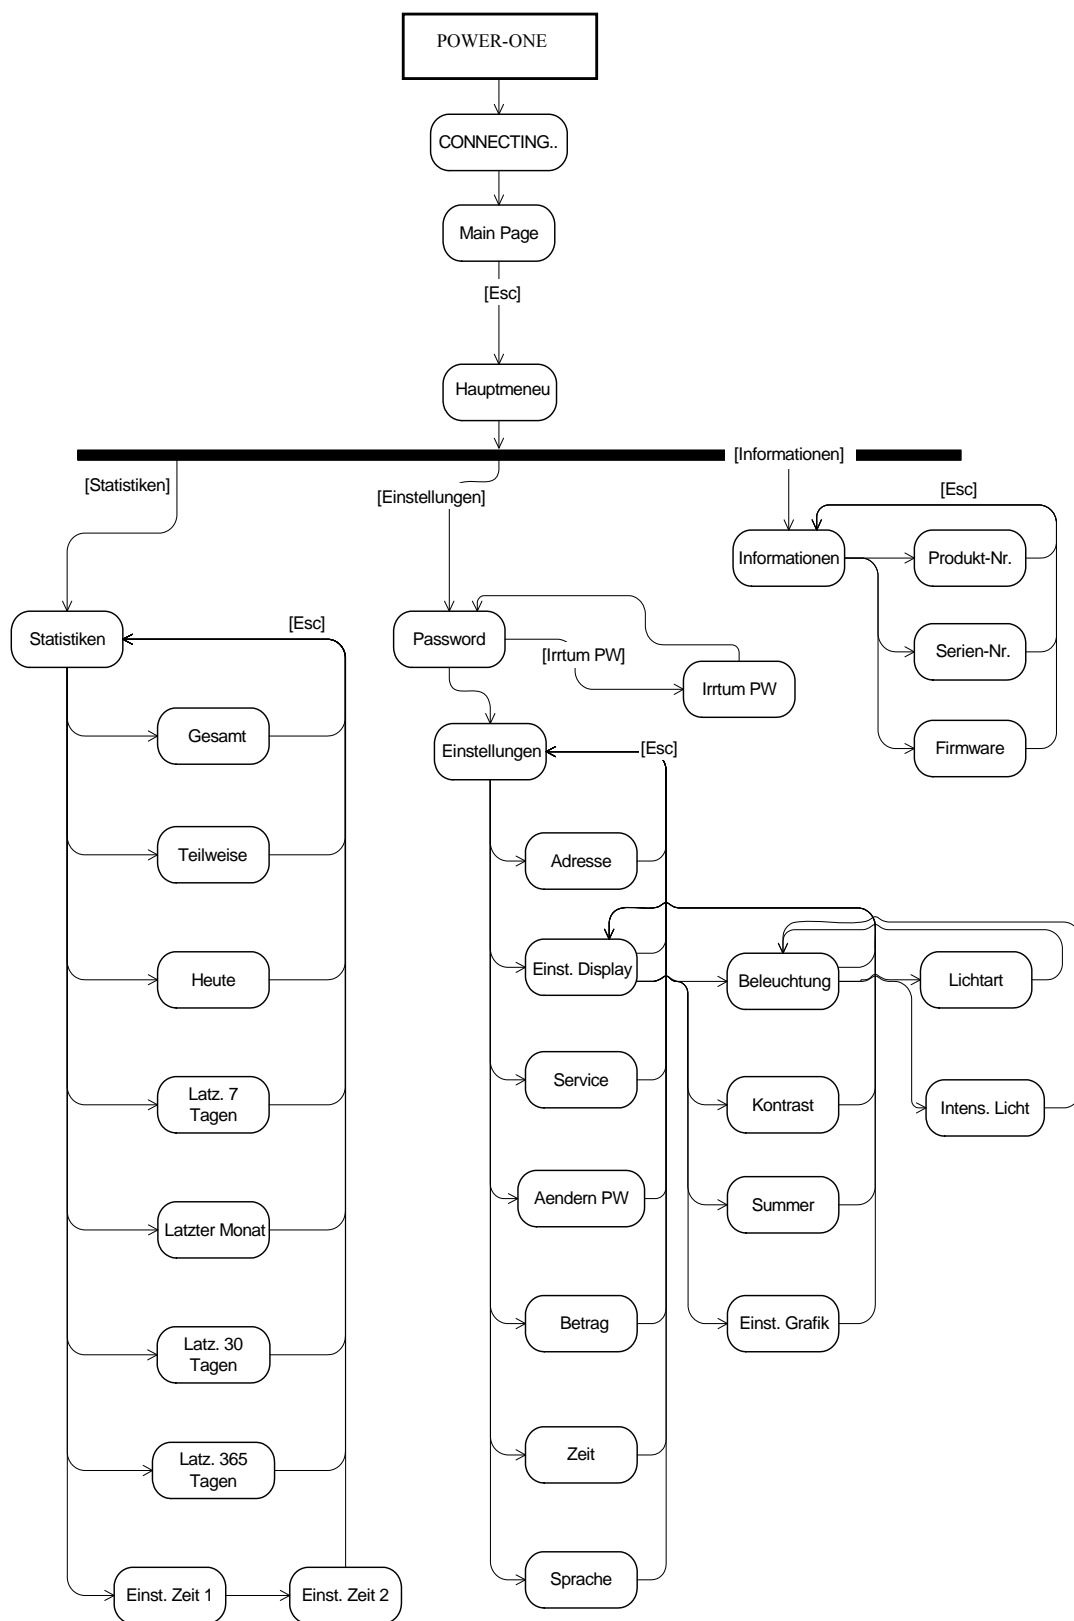 POWER-ONE
CONNECTING..
Main Page
[Esc]
Hauptmeneu
[Statistiken]
[Einstellungen]
[Informationen]
[Esc]
Informationen
Produkt-Nr.
Serien-Nr.
Firmware
Statistiken
[Esc]
Gesamt
Teilweise
Heute
Latz. 7
Tagen
Latzter Monat
Latz. 30
Tagen
Latz. 365
Tagen
Einst. Zeit 1
Einst. Zeit 2
Password
[Irrtum PW]
Irrtum PW
Einstellungen
[Esc]
Adresse
Einst. Display
Service
Aendern PW
Betrag
Zeit
Sprache
Beleuchtung
Kontrast
Summer
Einst. Grafik
Lichtart
Intens. Licht